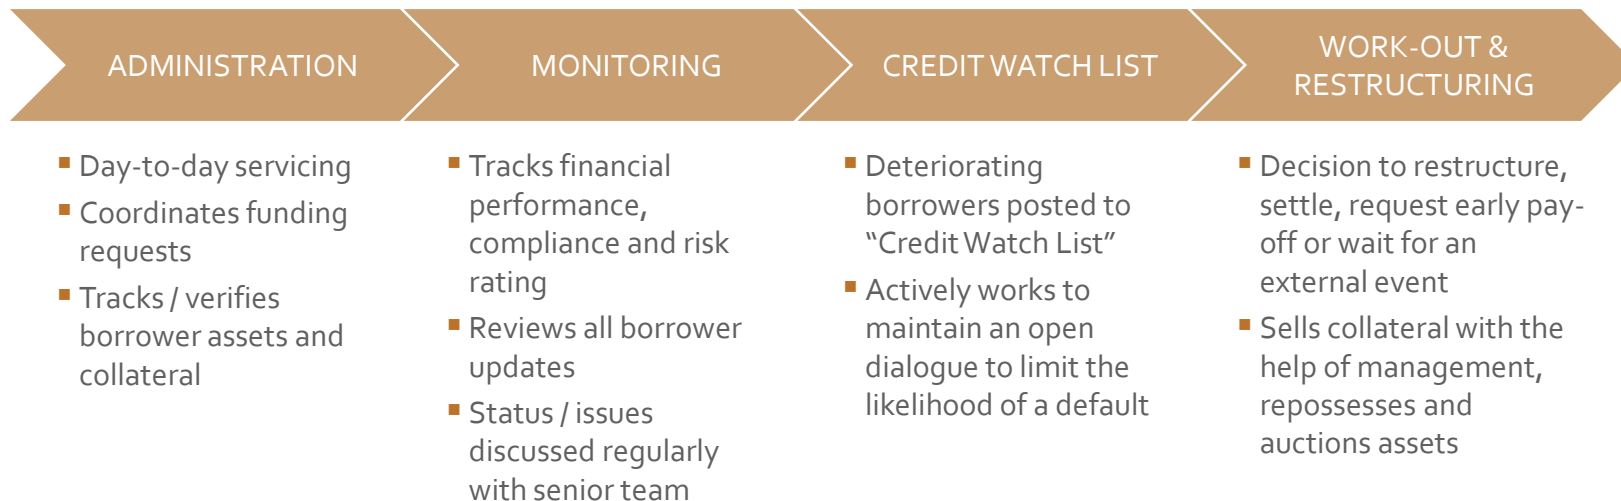 ADMINISTRATION
MONITORING
CREDIT WATCH LIST
WORK-OUT &
RESTRUCTURING
▪ Day-to-day servicing
▪ Coordinates funding
requests
▪ Tracks / verifies
borrower assets and
collateral
▪ Tracks financial
performance,
compliance and risk
rating
▪ Reviews all borrower
updates
▪ Status / issues
discussed regularly
with senior team
▪ Deteriorating
borrowers posted to
“Credit Watch List”
▪ Actively works to
maintain an open
dialogue to limit the
likelihood of a default
▪ Decision to restructure,
settle, request early pay-
off or wait for an
external event
▪ Sells collateral with the
help of management,
repossesses and
auctions assets